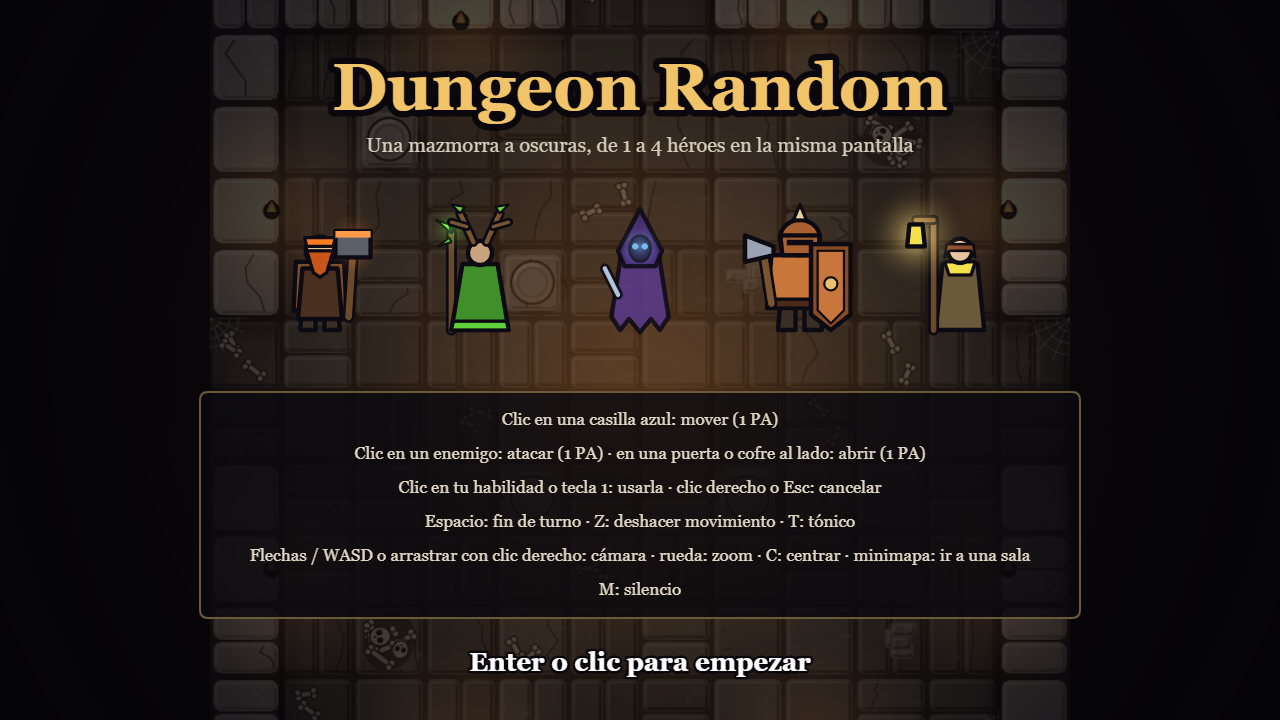 Dungeon Random
Una mazmorra a oscuras, de 1 a 4 héroes en la misma pantalla
Clic en una casilla azul: mover (1 PA)
Clic en un enemigo: atacar (1 PA) · en una puerta o cofre al lado: abrir (1 PA)
Clic en tu habilidad o tecla 1: usarla · clic derecho o Esc: cancelar
Espacio: fin de turno · Z: deshacer movimiento · T: tónico
Flechas / WASD o arrastrar con clic derecho: cámara · rueda: zoom · C: centrar · minimapa: ir a una sala
M: silencio
Enter o clic para empezar